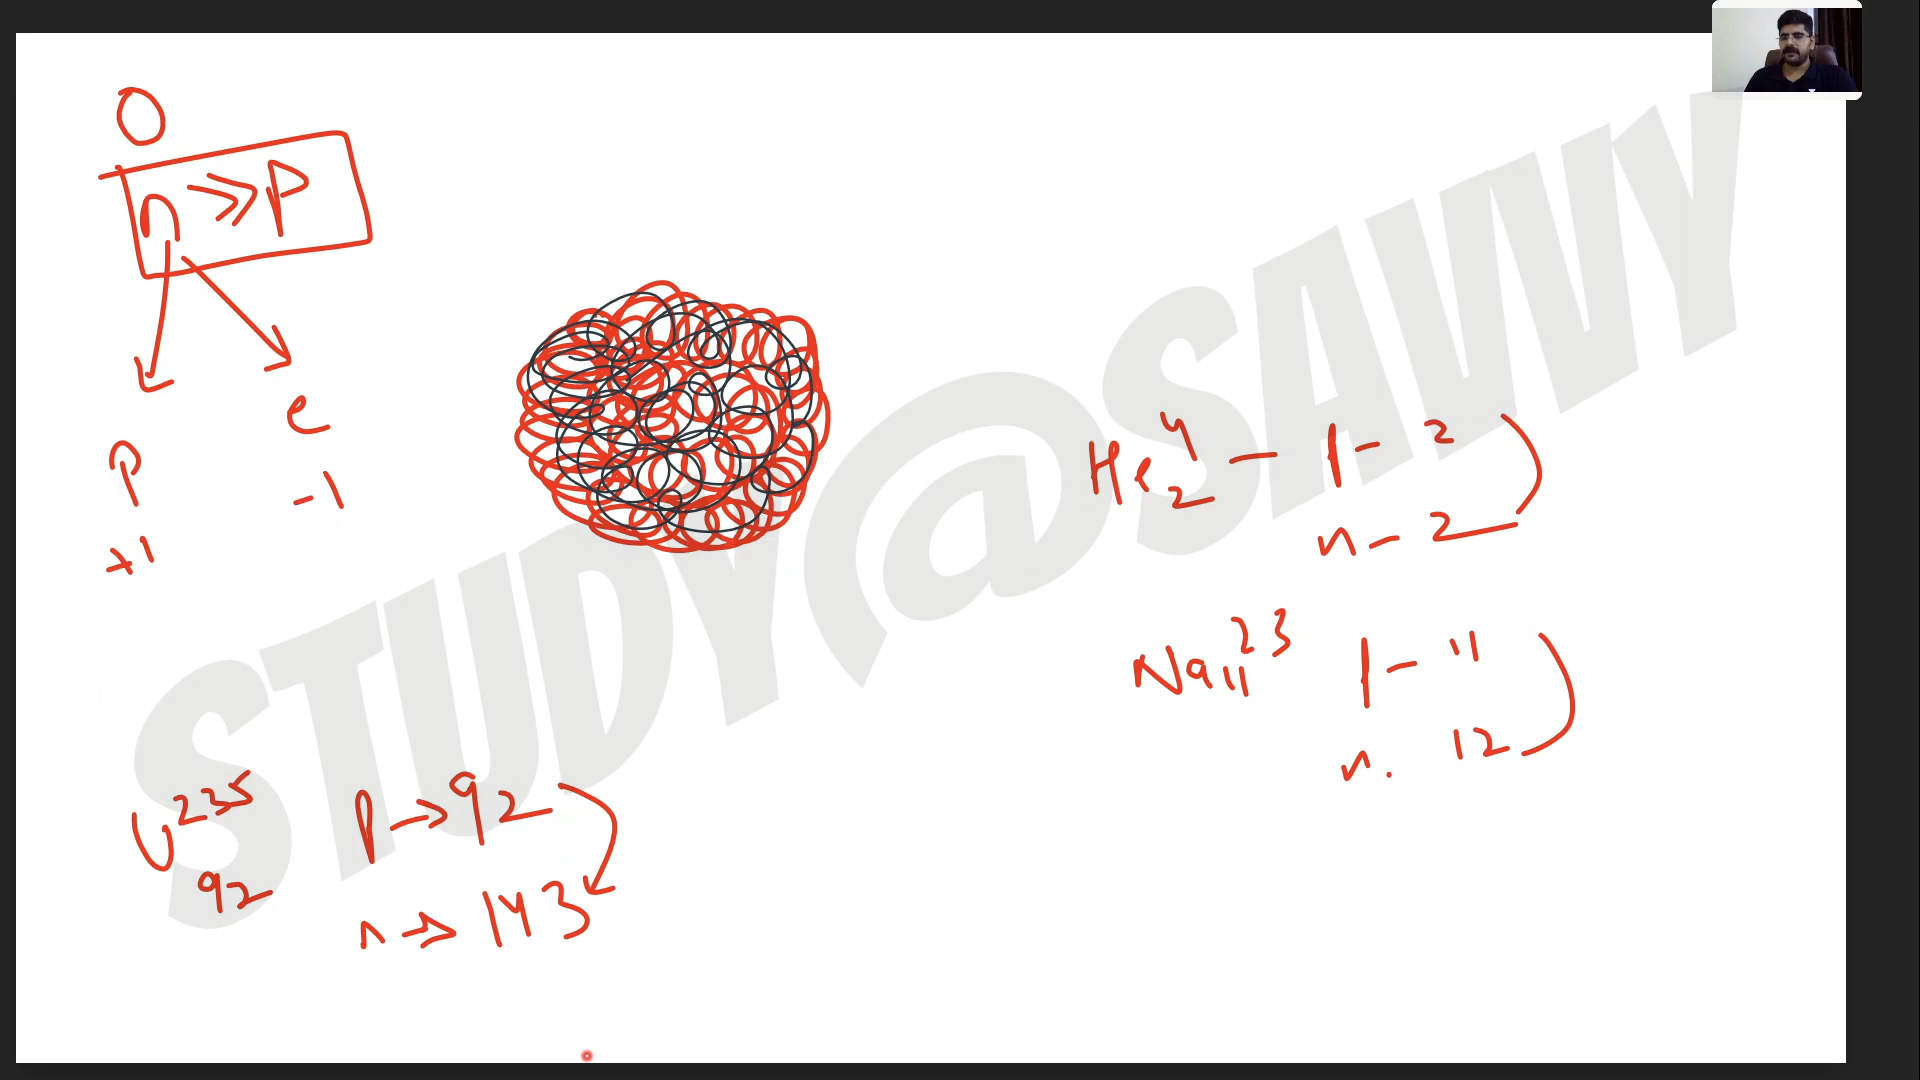 O
n >> P
P e
+1 -1
He 4 2 - p - 2
n - 2
Na 11 23 p - 11
n. 12
U 235 92 p → 92
n → 143
STUDY@SAVVY